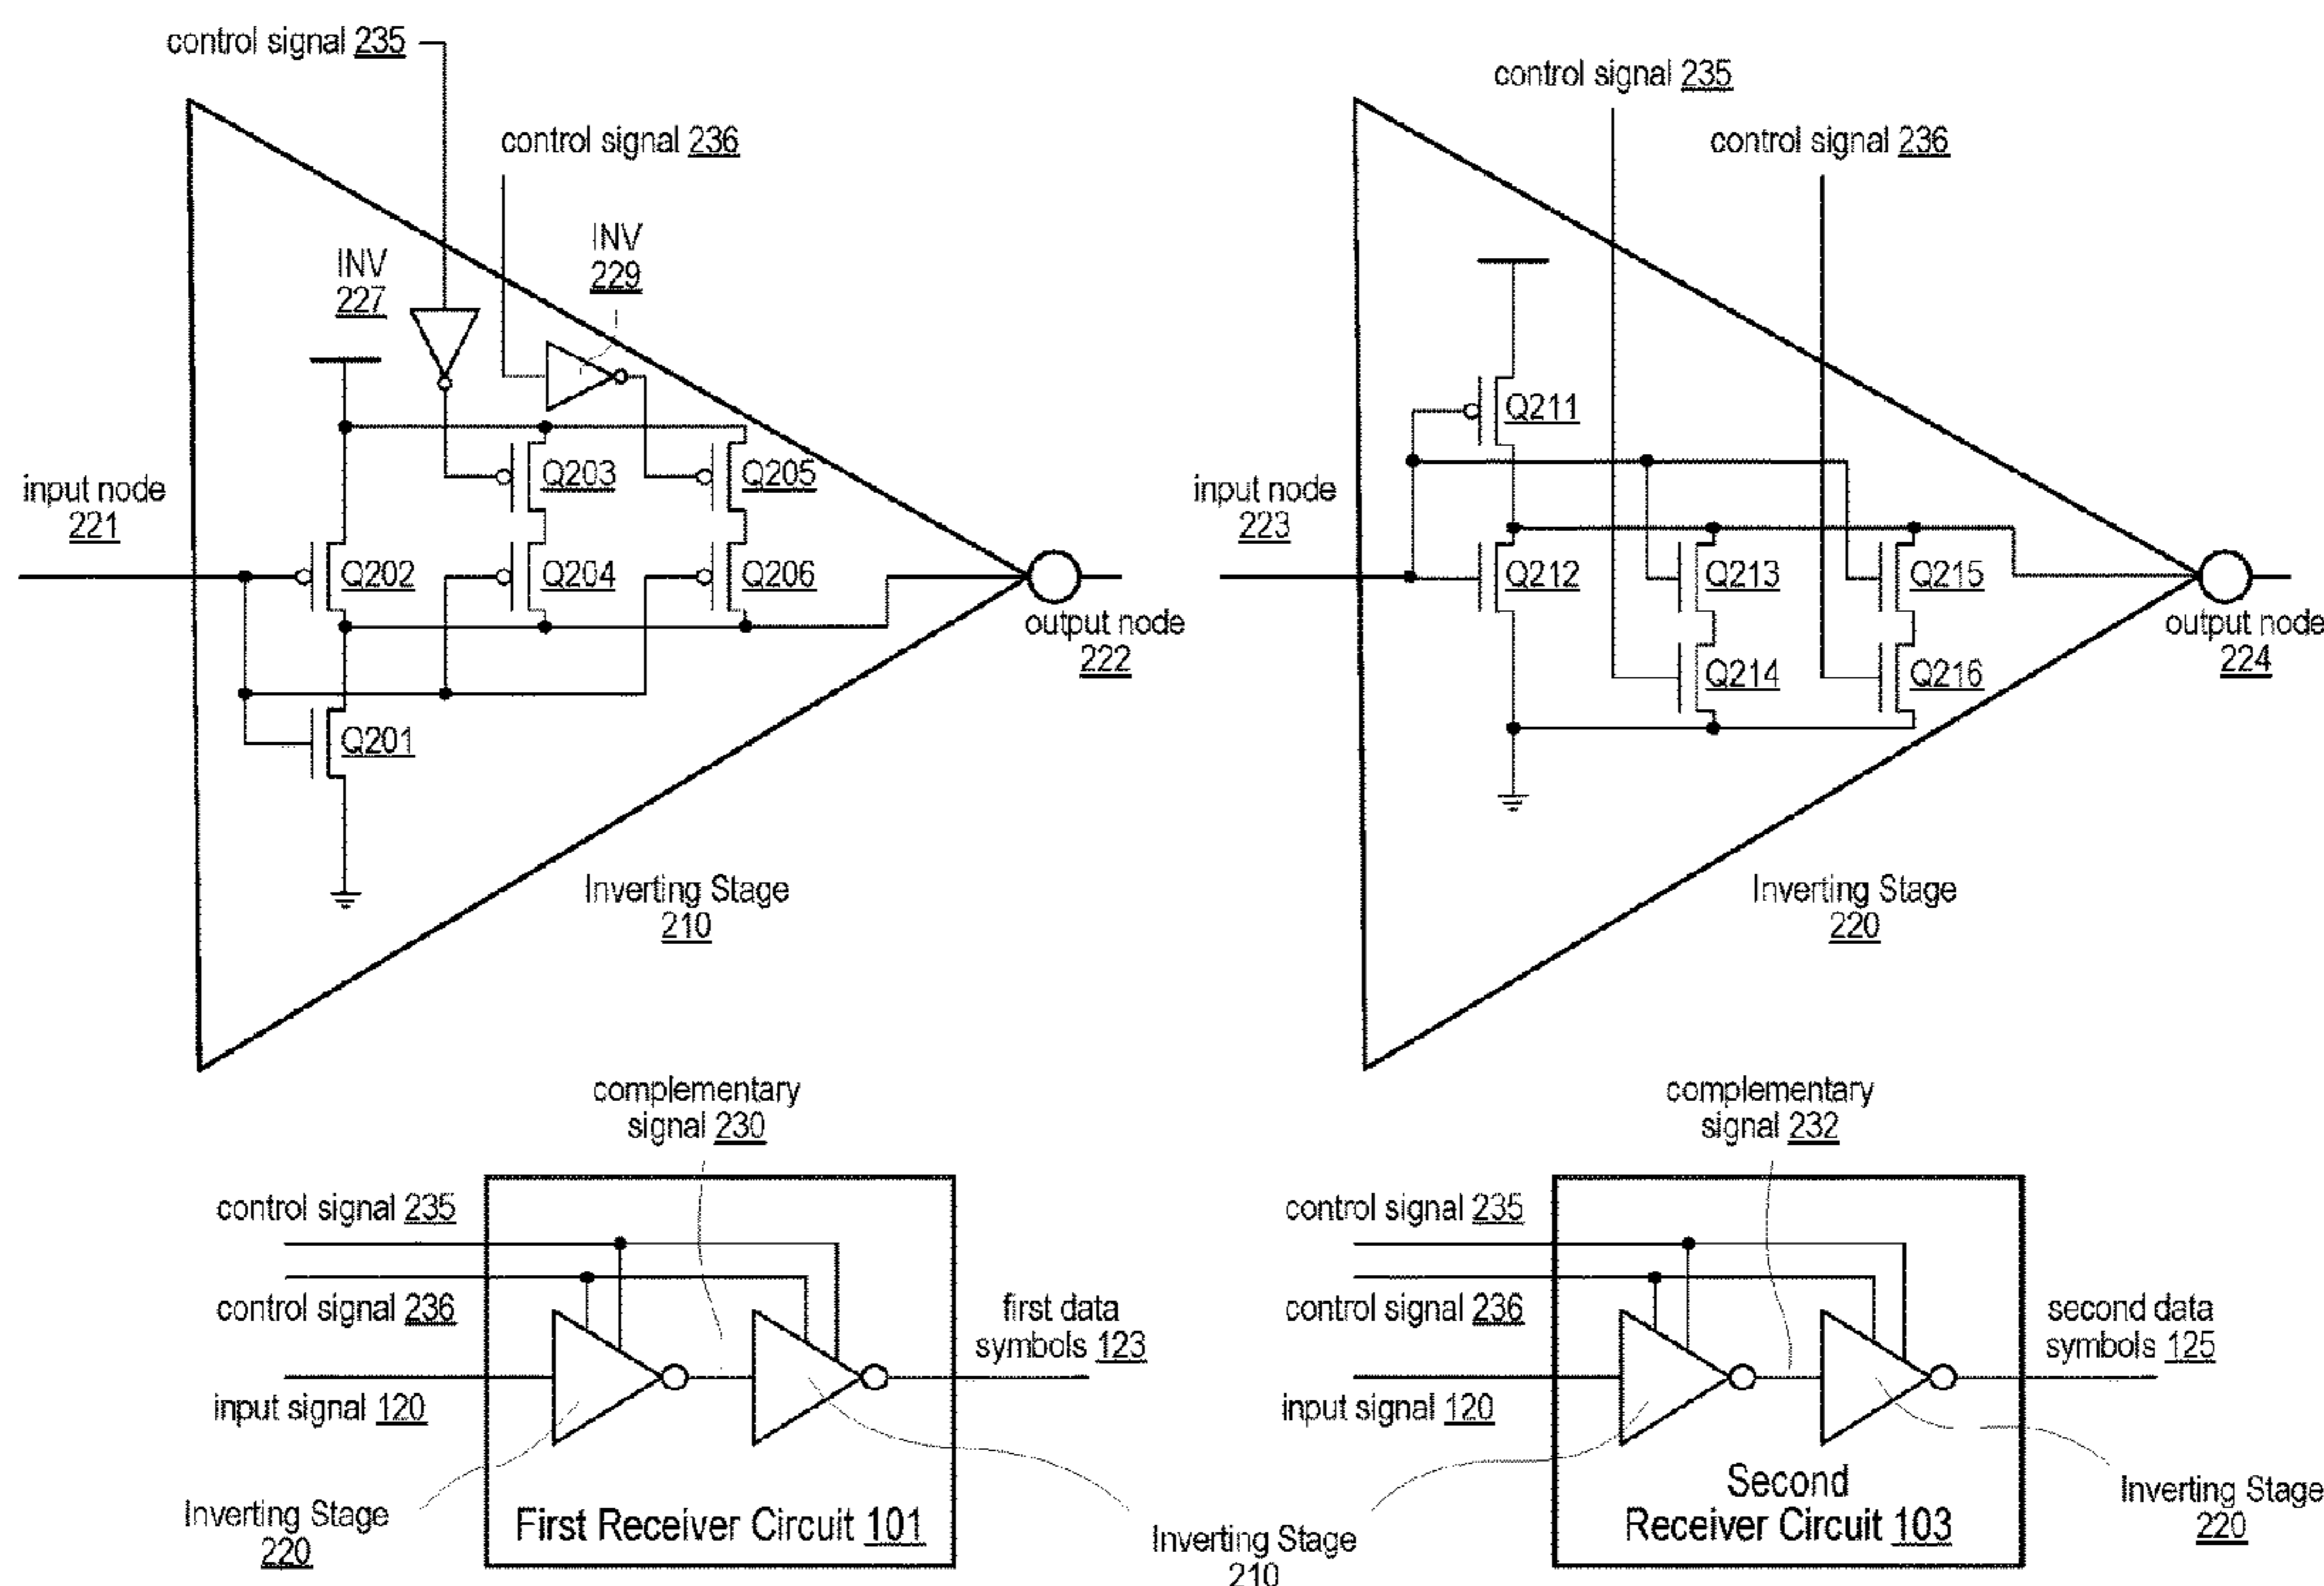 control signal 235
control signal 236
INV
227
INV
229
input node
221
Q202
Q203
Q204
Q205
Q206
Q201
output node
222
Inverting Stage
210
control signal 235
control signal 236
input node
223
Q211
Q212
Q213
Q214
Q215
Q216
output node
224
Inverting Stage
220
complementary
signal 230
control signal 235
control signal 236
input signal 120
first data
symbols 123
Inverting Stage
220
First Receiver Circuit 101
Inverting Stage
210
complementary
signal 232
control signal 235
control signal 236
input signal 120
second data
symbols 125
Second
Receiver Circuit 103
Inverting Stage
220